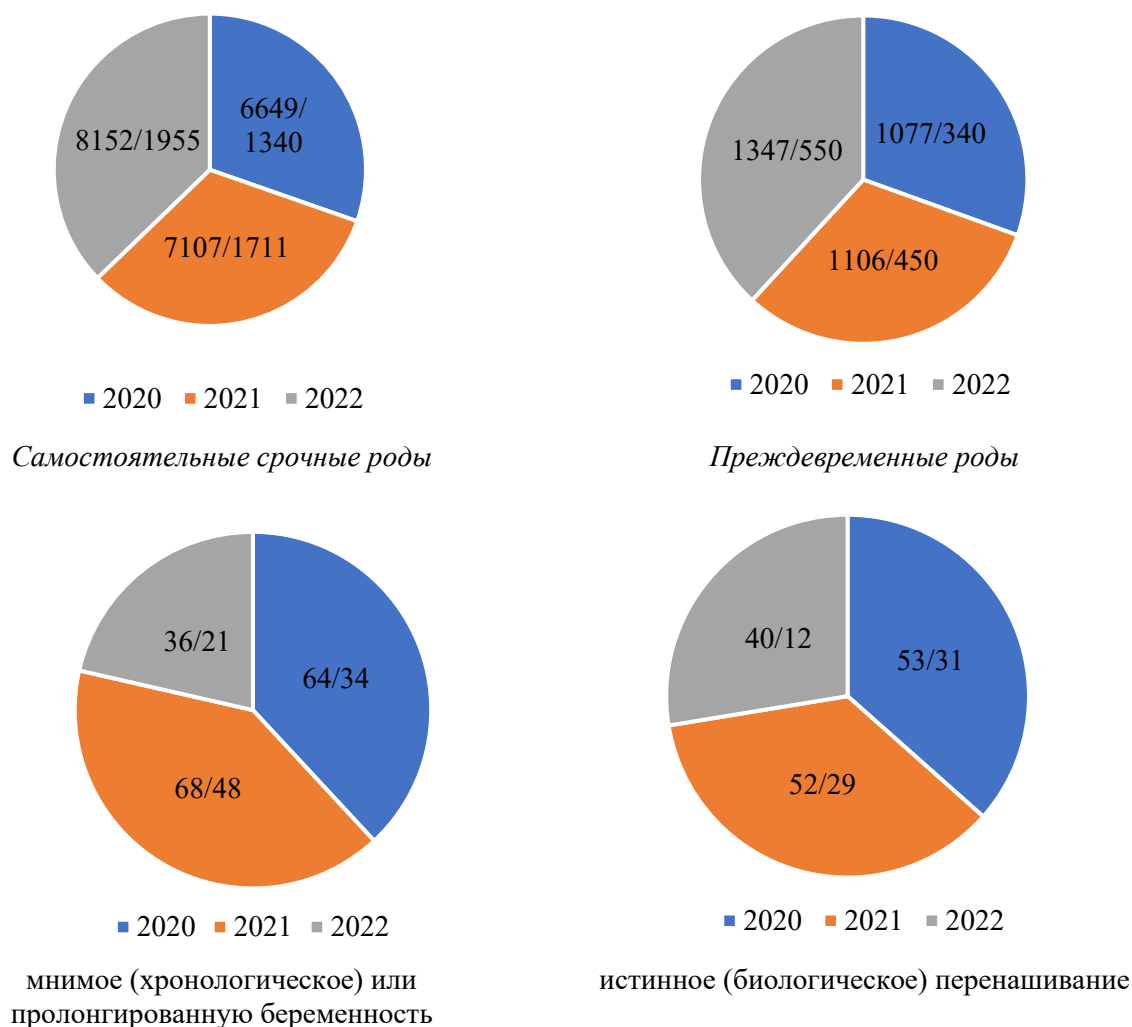 6649/
1340
8152/1955
7107/1711
2020 2021 2022
Самостоятельные срочные роды
1077/340
1347/550
1106/450
2020 2021 2022
Преждевременные роды
36/21
64/34
68/48
2020 2021 2022
мнимое (хронологическое) или
пролонгированную беременность
40/12
53/31
52/29
2020 2021 2022
истинное (биологическое) перенашивание